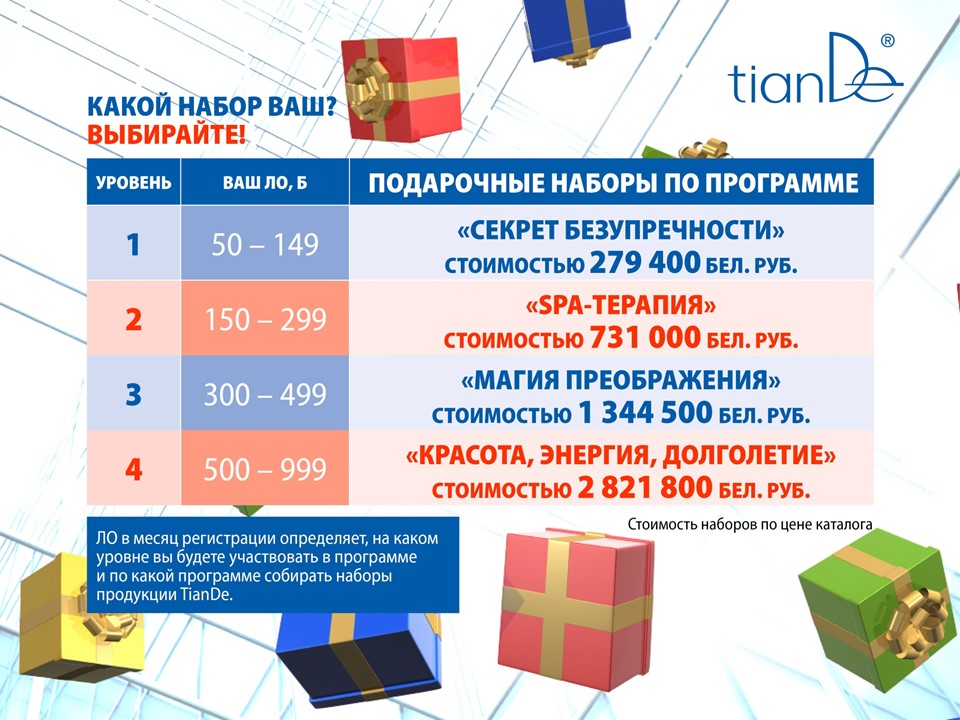 tianDe®
КАКОЙ НАБОР ВАШ?
ВЫБИРАЙТЕ!
УРОВЕНЬ ВАШ ЛО, Б ПОДАРОЧНЫЕ НАБОРЫ ПО ПРОГРАММЕ
1 50 – 149 «СЕКРЕТ БЕЗУПРЕЧНОСТИ»
СТОИМОСТЬЮ 279 400 БЕЛ. РУБ.
2 150 – 299 «SPA-ТЕРАПИЯ»
СТОИМОСТЬЮ 731 000 БЕЛ. РУБ.
3 300 – 499 «МАГИЯ ПРЕОБРАЖЕНИЯ»
СТОИМОСТЬЮ 1 344 500 БЕЛ. РУБ.
4 500 – 999 «КРАСОТА, ЭНЕРГИЯ, ДОЛГОЛЕТИЕ»
СТОИМОСТЬЮ 2 821 800 БЕЛ. РУБ.
Стоимость наборов по цене каталога
ЛО в месяц регистрации определяет, на каком
уровне вы будете участвовать в программе
и по какой программе собирать наборы
продукции TianDe.